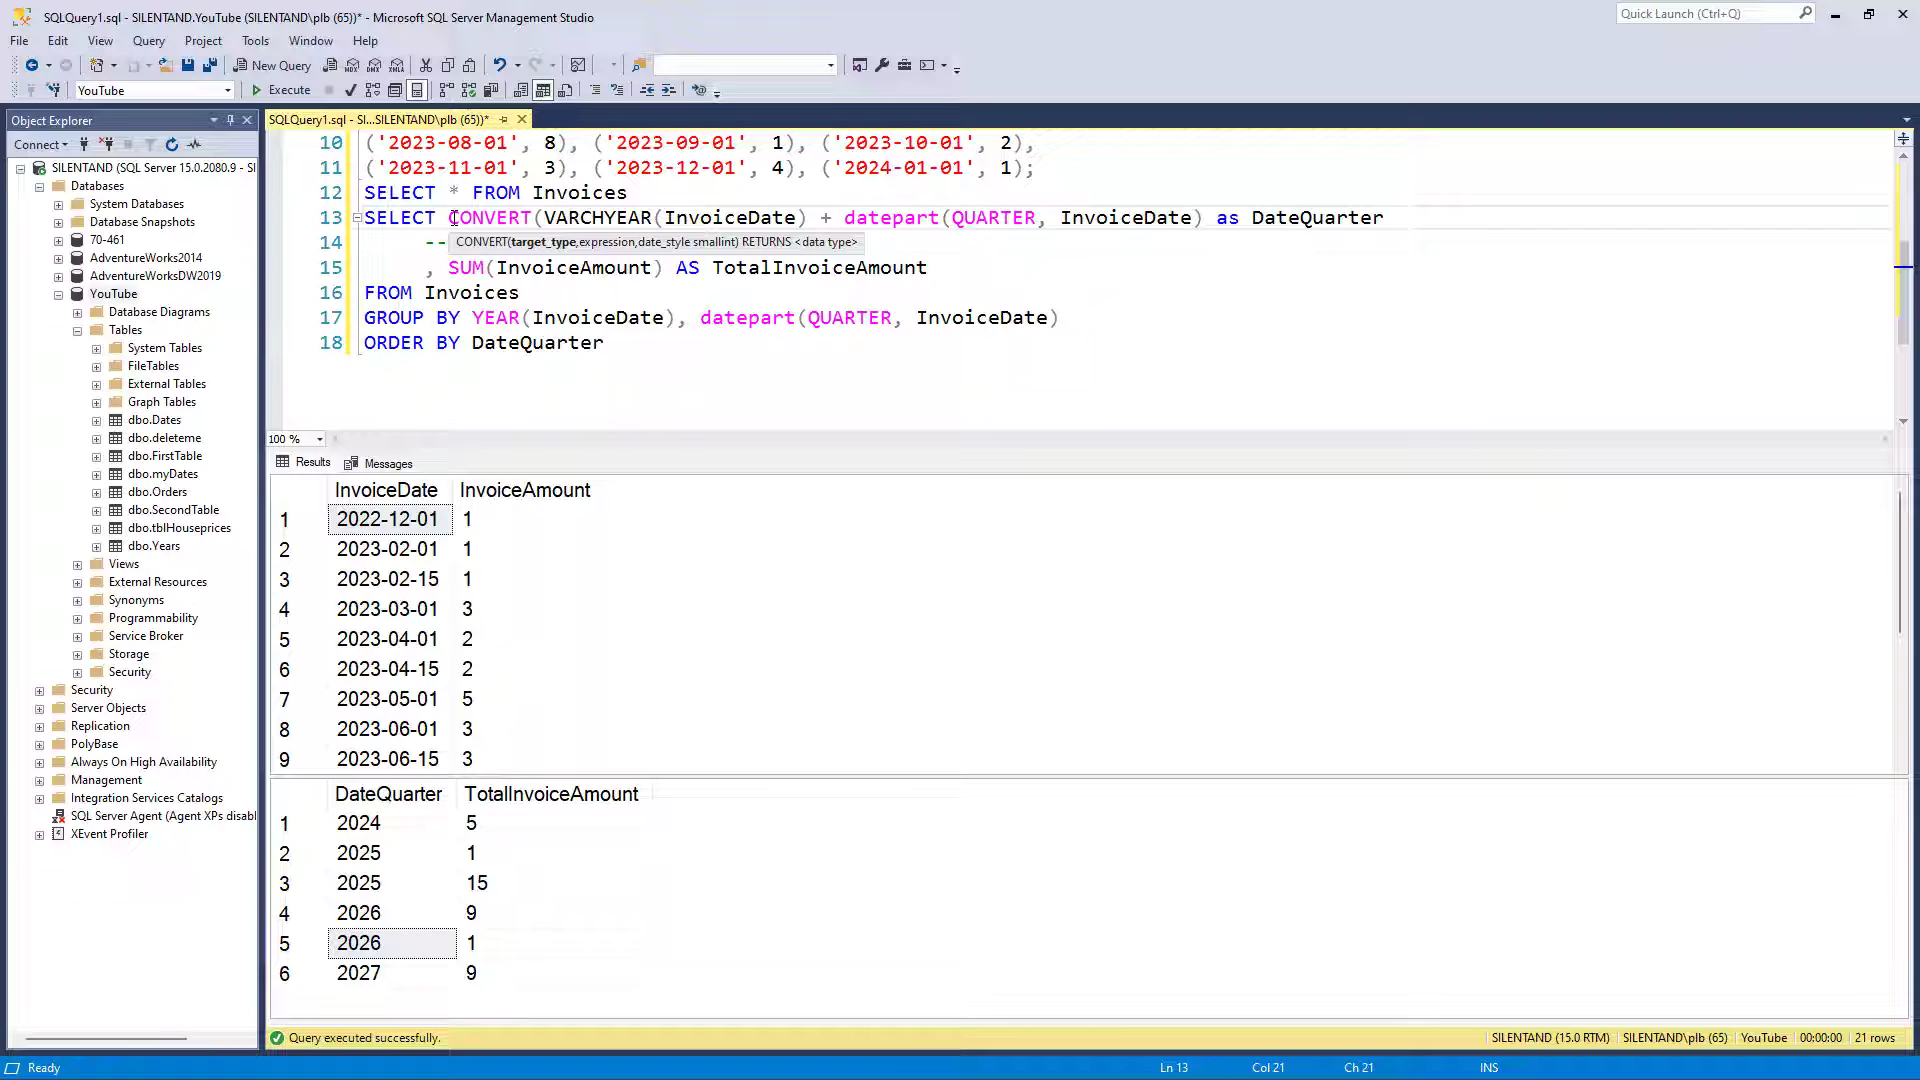 SQLQuery1.sql - SILENTAND.YouTube (SILENTAND\plb (65))* - Microsoft SQL Server Management Studio
Quick Launch (Ctrl+Q)
File Edit View Query Project Tools Window Help
New Query
YouTube
Execute
Object Explorer
SQLQuery1.sql - SI...SILENTAND\plb (65))*
Connect
SILENTAND (SQL Server 15.0.2080.9 - SI
Databases
System Databases
Database Snapshots
70-461
AdventureWorks2014
AdventureWorksDW2019
YouTube
Database Diagrams
Tables
System Tables
FileTables
External Tables
Graph Tables
dbo.Dates
dbo.deleteme
dbo.FirstTable
dbo.myDates
dbo.Orders
dbo.SecondTable
dbo.tblHouseprices
dbo.Years
Views
External Resources
Synonyms
Programmability
Service Broker
Storage
Security
Security
Server Objects
Replication
PolyBase
Always On High Availability
Management
Integration Services Catalogs
SQL Server Agent (Agent XPs disabl
XEvent Profiler
10 ('2023-08-01', 8), ('2023-09-01', 1), ('2023-10-01', 2),
11 ('2023-11-01', 3), ('2023-12-01', 4), ('2024-01-01', 1);
12 SELECT * FROM Invoices
13 SELECT CONVERT(VARCHYEAR(InvoiceDate) + datepart(QUARTER, InvoiceDate) as DateQuarter
14 --
CONVERT(target_type,expression,date_style smallint) RETURNS <data type>
15 , SUM(InvoiceAmount) AS TotalInvoiceAmount
16 FROM Invoices
17 GROUP BY YEAR(InvoiceDate), datepart(QUARTER, InvoiceDate)
18 ORDER BY DateQuarter
100 %
Results Messages
InvoiceDate InvoiceAmount
1 2022-12-01 1
2 2023-02-01 1
3 2023-02-15 1
4 2023-03-01 3
5 2023-04-01 2
6 2023-04-15 2
7 2023-05-01 5
8 2023-06-01 3
9 2023-06-15 3
DateQuarter TotalInvoiceAmount
1 2024 5
2 2025 1
3 2025 15
4 2026 9
5 2026 1
6 2027 9
Query executed successfully.
SILENTAND (15.0 RTM) SILENTAND\plb (65) YouTube 00:00:00 21 rows
Ready Ln 13 Col 21 Ch 21 INS